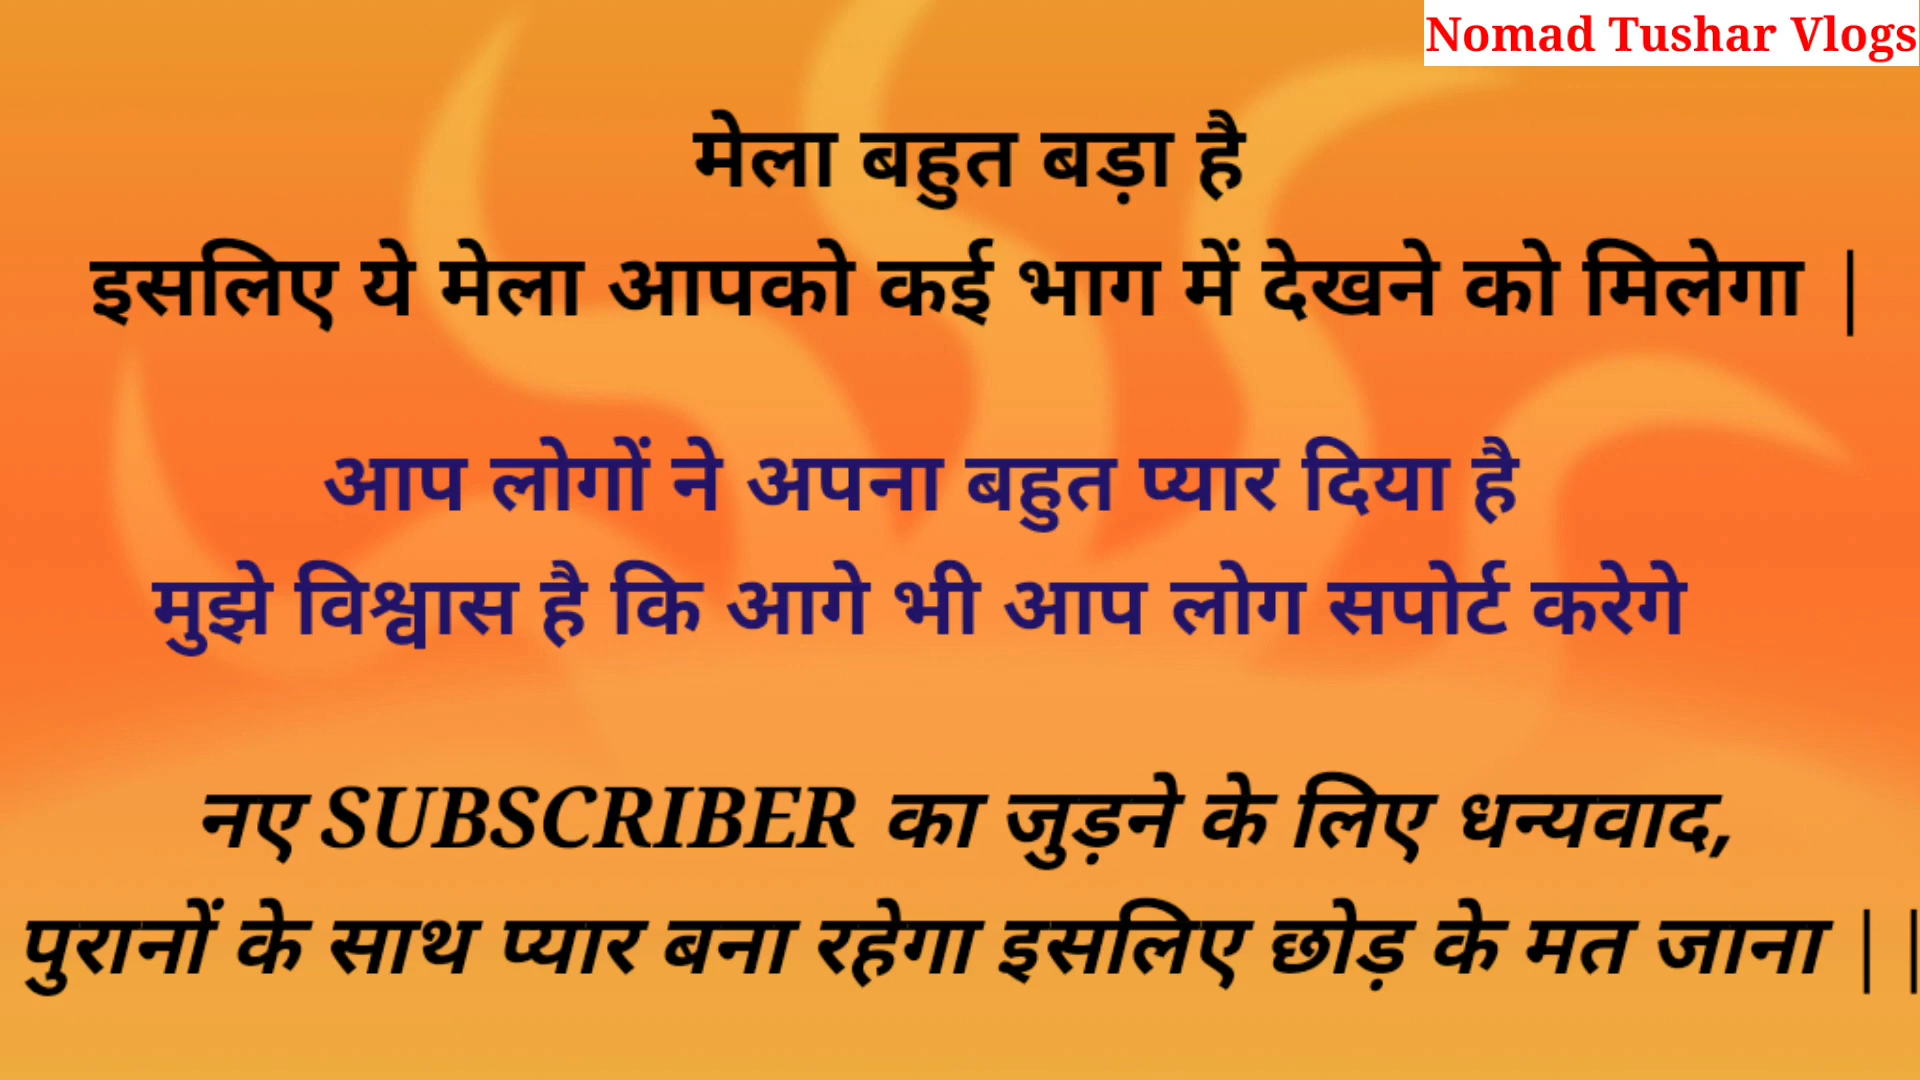 Nomad Tushar Vlogs
मेला बहुत बड़ा है
इसलिए ये मेला आपको कई भाग में देखने को मिलेगा |
आप लोगों ने अपना बहुत प्यार दिया है
मुझे विश्वास है कि आगे भी आप लोग सपोर्ट करेगे
नए SUBSCRIBER का जुड़ने के लिए धन्यवाद,
पुरानों के साथ प्यार बना रहेगा इसलिए छोड़ के मत जाना ||